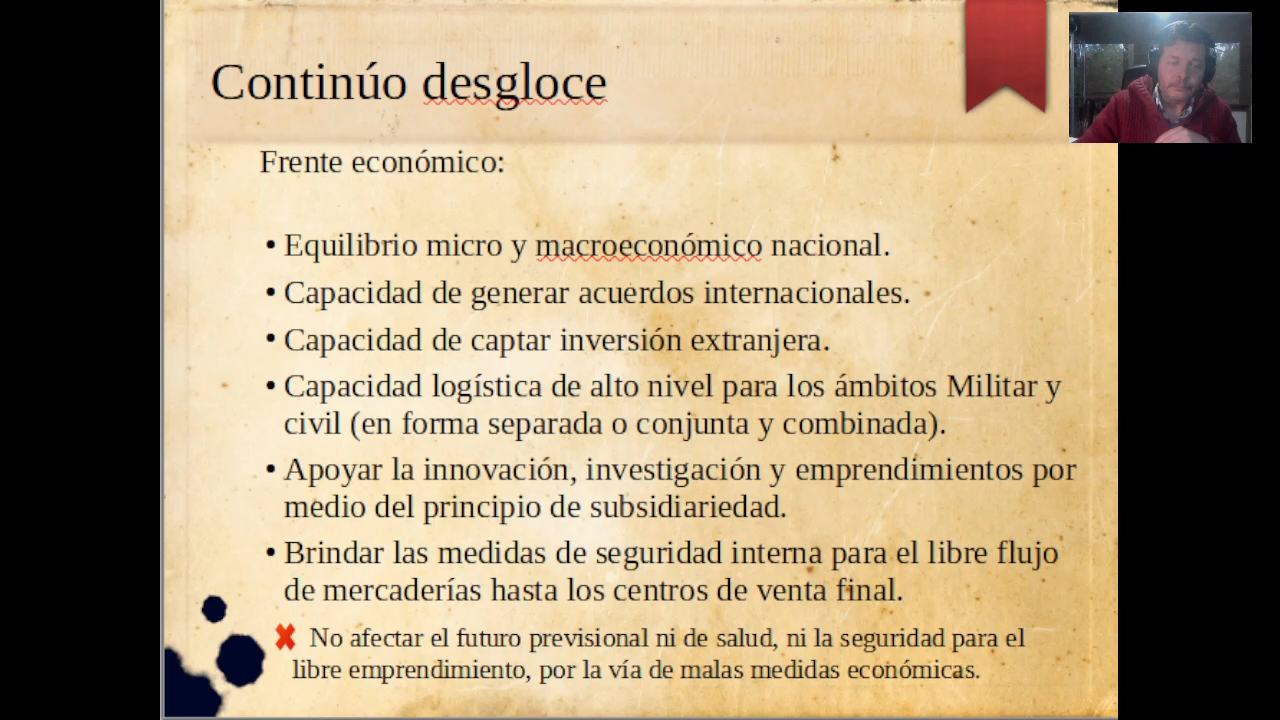 Continúo desgloce
Frente económico:
• Equilibrio micro y macroeconómico nacional.
• Capacidad de generar acuerdos internacionales.
• Capacidad de captar inversión extranjera.
• Capacidad logística de alto nivel para los ámbitos Militar y
civil (en forma separada o conjunta y combinada).
• Apoyar la innovación, investigación y emprendimientos por
medio del principio de subsidiariedad.
• Brindar las medidas de seguridad interna para el libre flujo
de mercaderías hasta los centros de venta final.
✘ No afectar el futuro previsional ni de salud, ni la seguridad para el
libre emprendimiento, por la vía de malas medidas económicas.